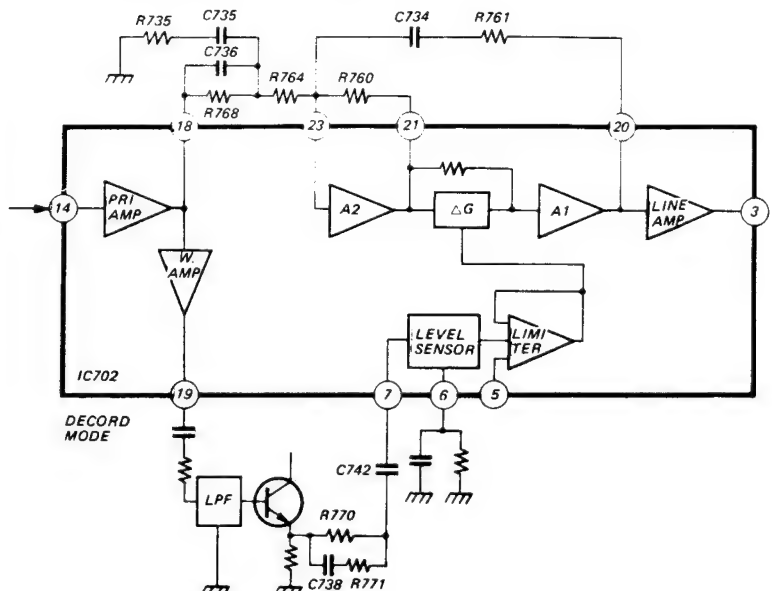 C735
R735
C736
R768
R764
C734
R761
R760
18
23
21
20
14
PRI AMP
W. AMP
A2
△G
A1
LINE AMP
3
LEVEL SENSOR
LIMI TER
IC702
19
7
6
5
DECORD MODE
LPF
C742
R770
C738
R771